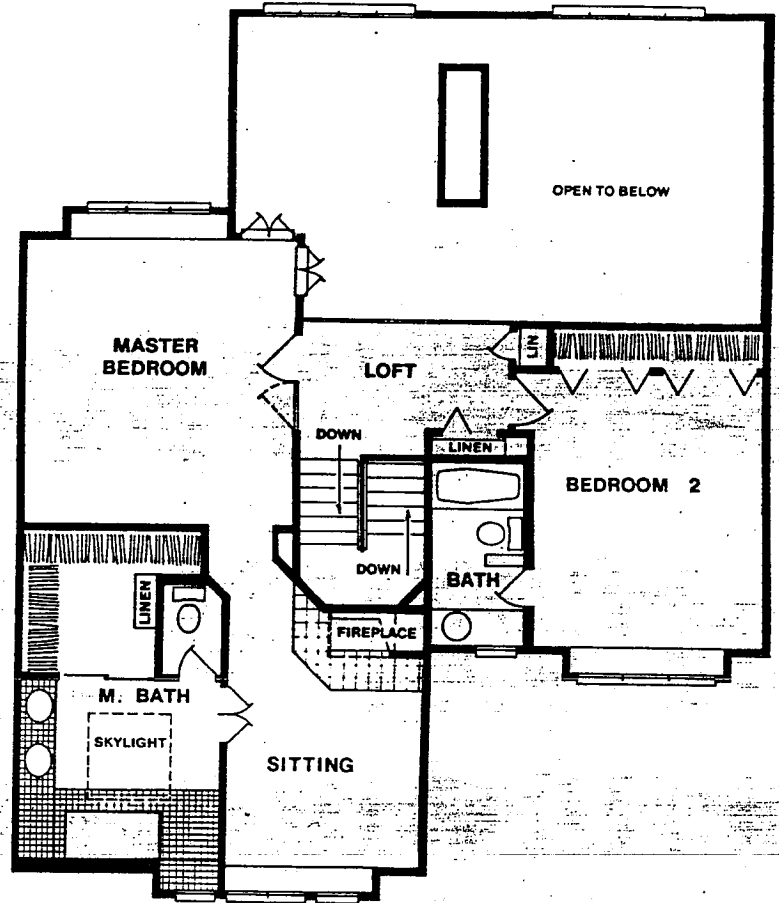 OPEN TO BELOW
MASTER
BEDROOM
LOFT
LIN
DOWN
LINEN
BEDROOM 2
DOWN
BATH
LINEN
FIREPLACE
M. BATH
SKYLIGHT
SITTING